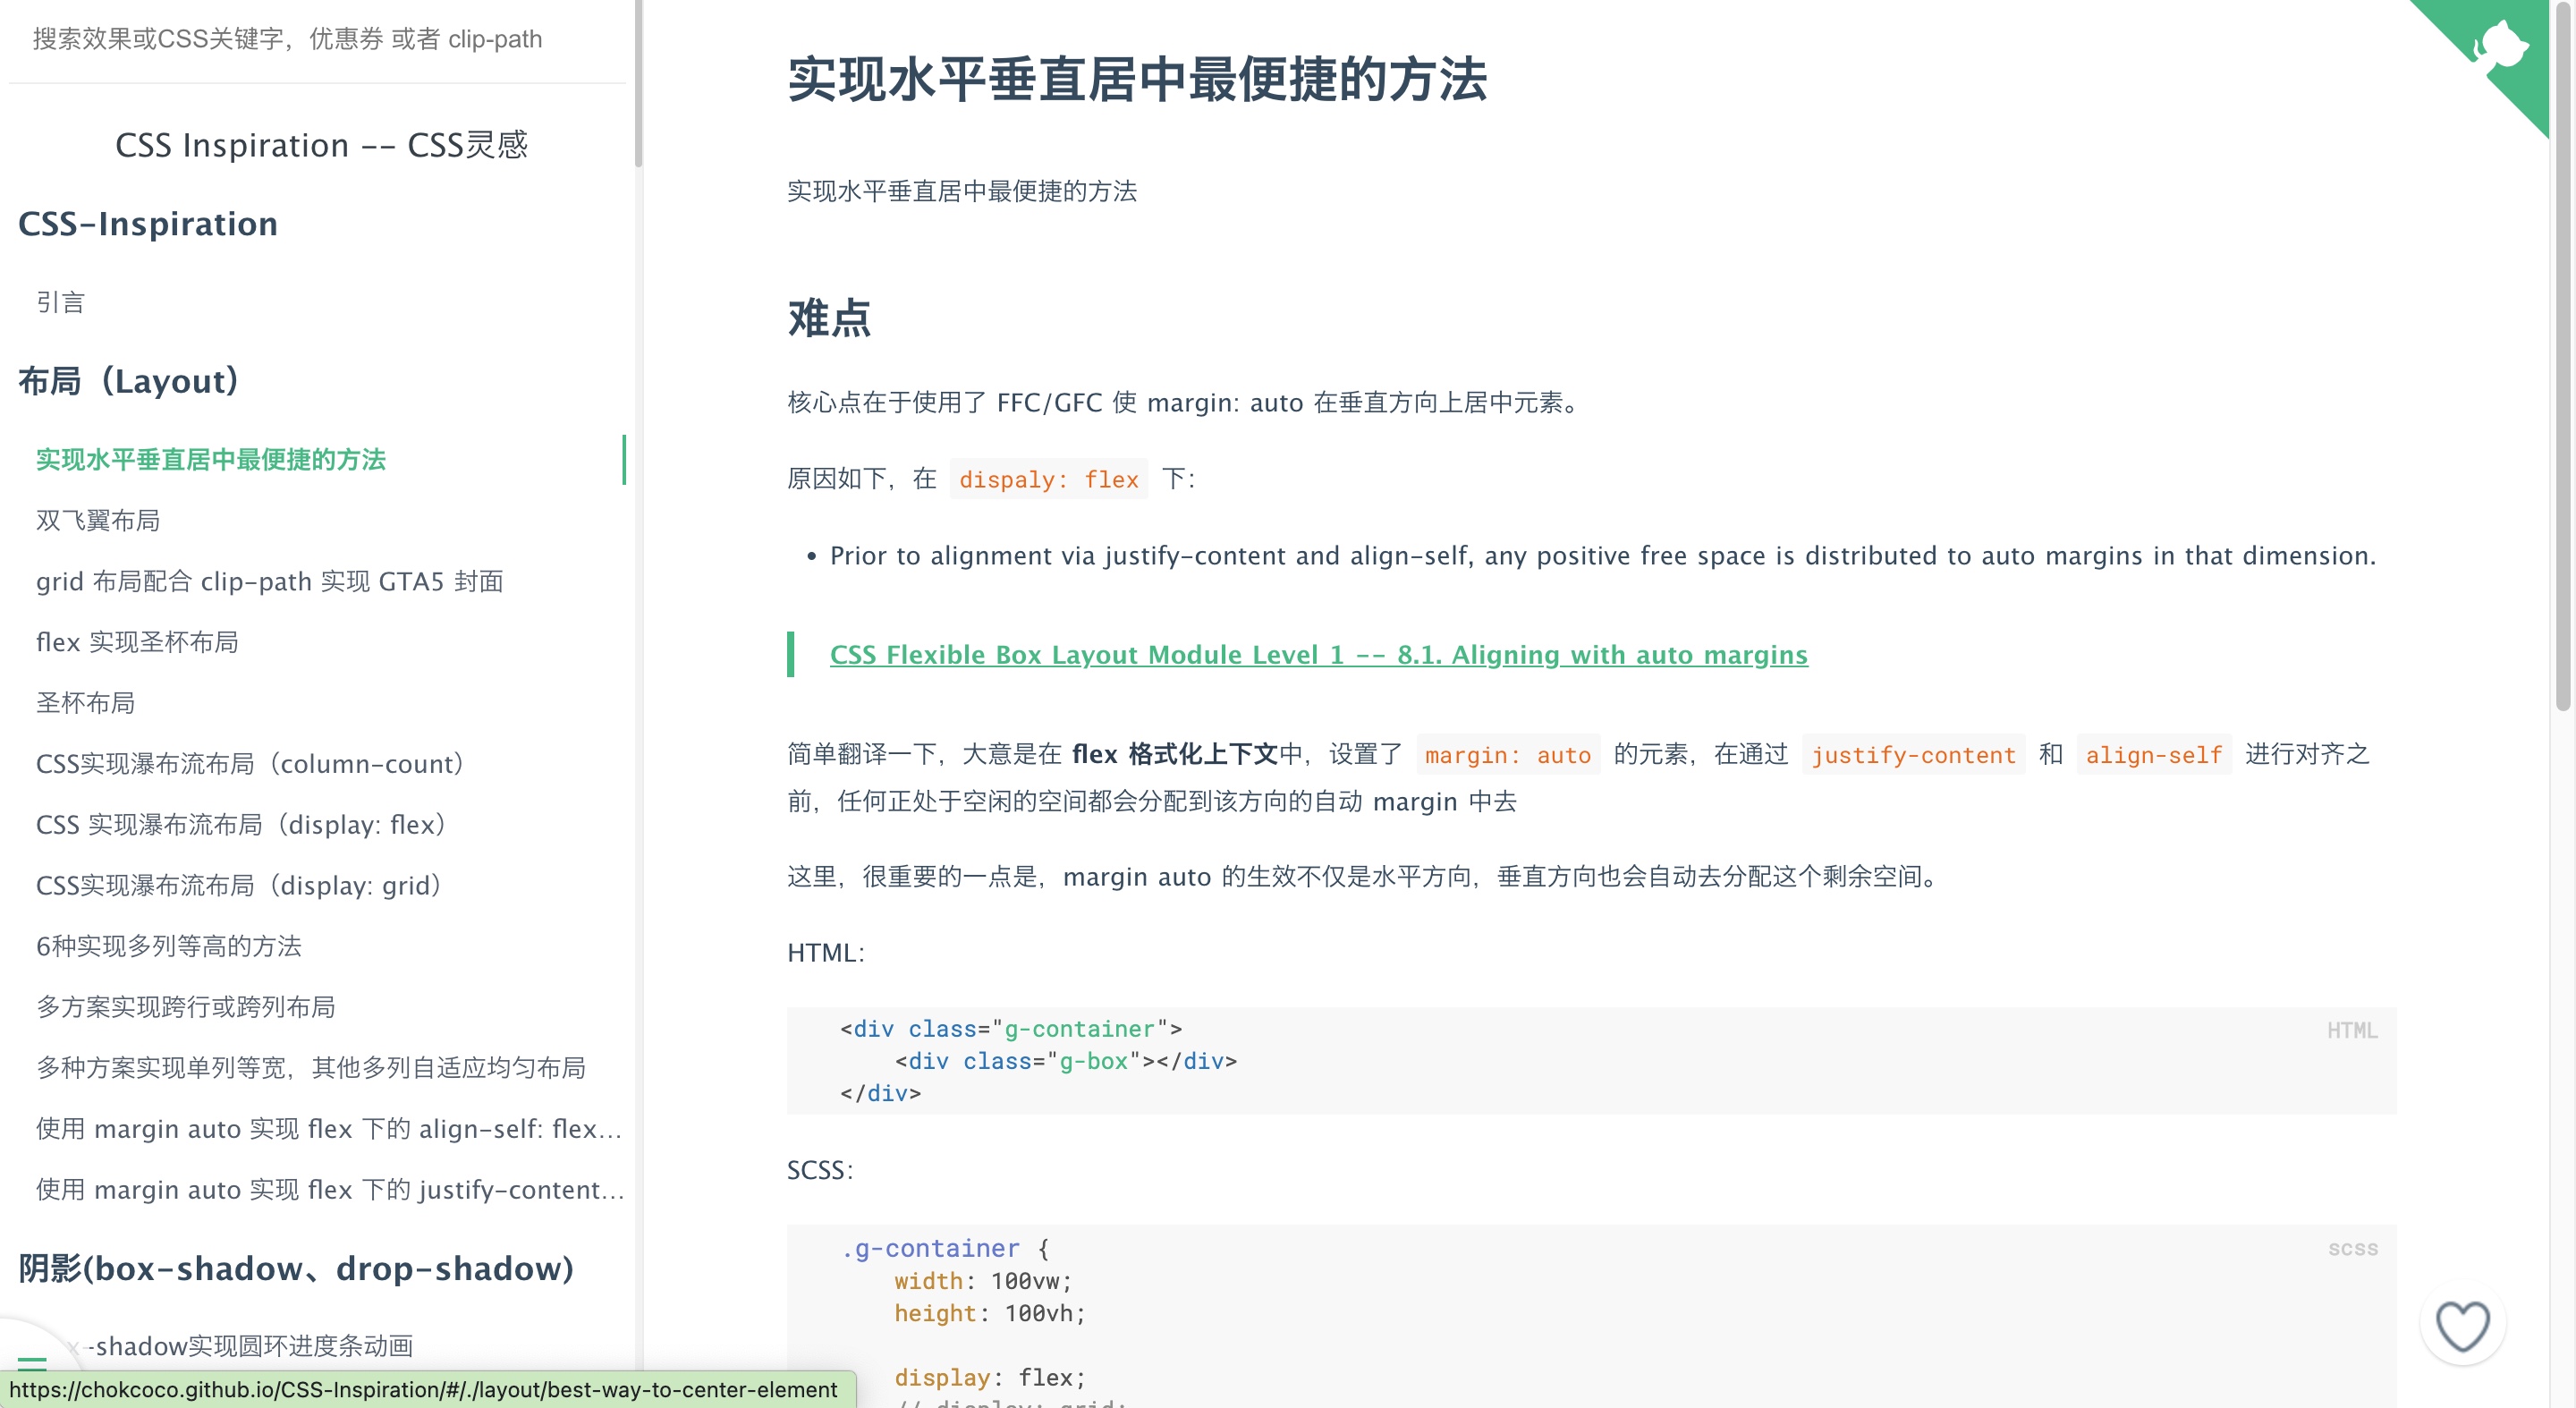 搜索效果或CSS关键字，优惠券 或者 clip-path
CSS Inspiration -- CSS灵感
CSS-Inspiration
引言
布局（Layout）
实现水平垂直居中最便捷的方法
双飞翼布局
grid 布局配合 clip-path 实现 GTA5 封面
flex 实现圣杯布局
圣杯布局
CSS实现瀑布流布局（column-count）
CSS 实现瀑布流布局（display: flex）
CSS实现瀑布流布局（display: grid）
6种实现多列等高的方法
多方案实现跨行或跨列布局
多种方案实现单列等宽，其他多列自适应均匀布局
使用 margin auto 实现 flex 下的 align-self: flex...
使用 margin auto 实现 flex 下的 justify-content...
阴影(box-shadow、drop-shadow)
x-shadow实现圆环进度条动画
https://chokcoco.github.io/CSS-Inspiration/#/./layout/best-way-to-center-element
实现水平垂直居中最便捷的方法
实现水平垂直居中最便捷的方法
难点
核心点在于使用了 FFC/GFC 使 margin: auto 在垂直方向上居中元素。
原因如下，在 dispaly: flex 下：
• Prior to alignment via justify-content and align-self, any positive free space is distributed to auto margins in that dimension.
CSS Flexible Box Layout Module Level 1 -- 8.1. Aligning with auto margins
简单翻译一下，大意是在 flex 格式化上下文中，设置了 margin: auto 的元素，在通过 justify-content 和 align-self 进行对齐之
前，任何正处于空闲的空间都会分配到该方向的自动 margin 中去
这里，很重要的一点是，margin auto 的生效不仅是水平方向，垂直方向也会自动去分配这个剩余空间。
HTML:
HTML
<div class="g-container">
<div class="g-box"></div>
</div>
SCSS:
scss
.g-container {
width: 100vw;
height: 100vh;
display: flex;
// display: grid;